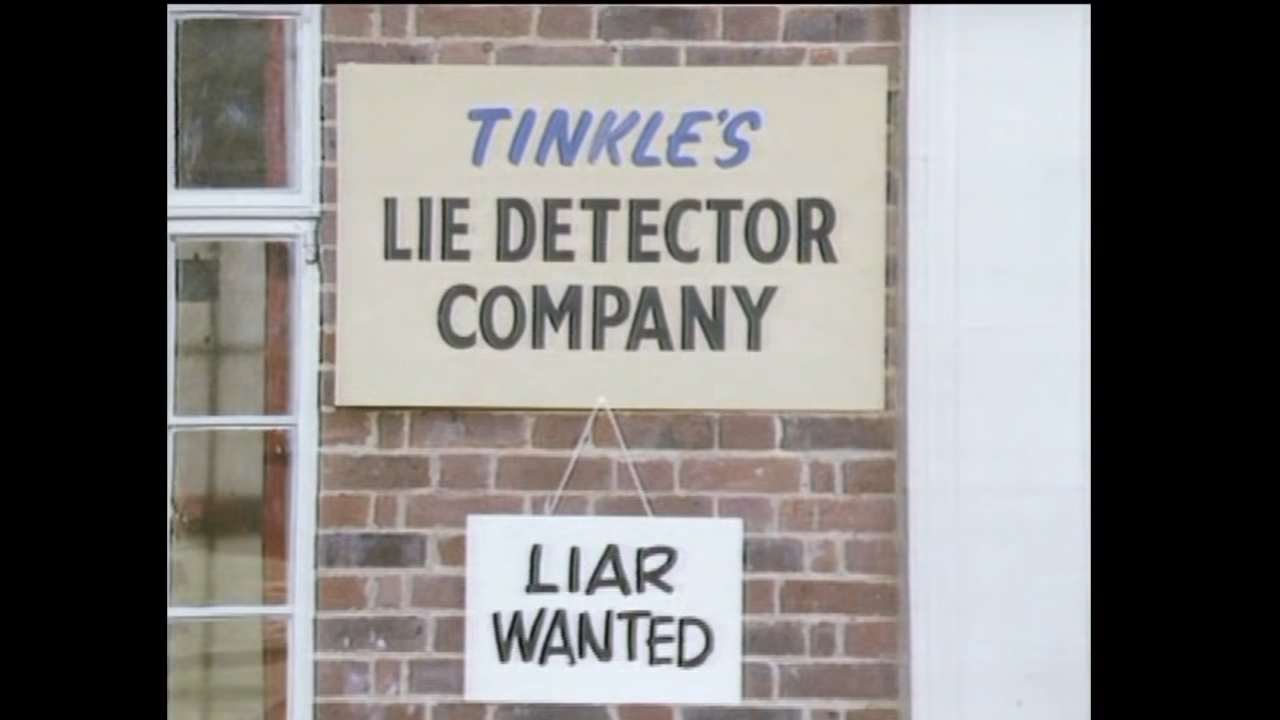 TINKLE'S
LIE DETECTOR
COMPANY
LIAR
WANTED